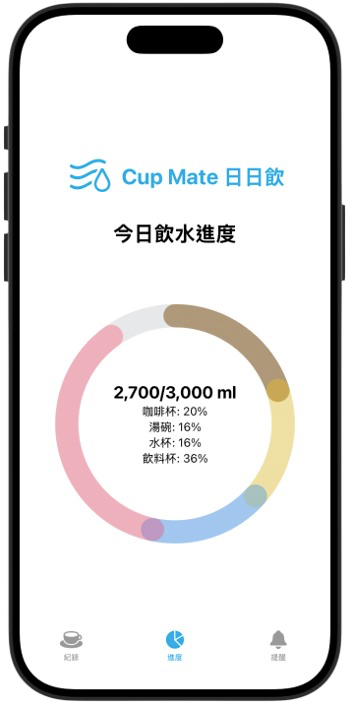 Cup Mate 日日飲
今日飲水進度
2,700/3,000 ml
咖啡杯: 20%
湯碗: 16%
水杯: 16%
飲料杯: 36%
紀錄
進度
提醒